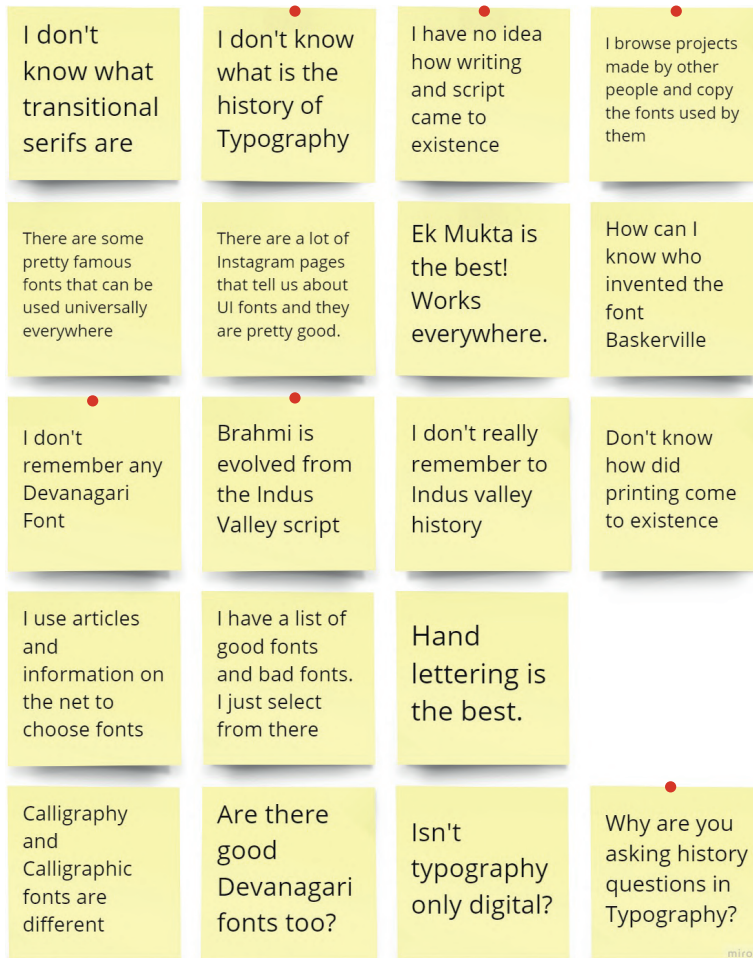 I don't
know what
transitional
serifs are
I don't know
what is the
history of
Typography
I have no idea
how writing
and script
came to
existence
I browse projects
made by other
people and copy
the fonts used by
them
There are some
pretty famous
fonts that can be
used universally
everywhere
There are a lot of
Instagram pages
that tell us about
UI fonts and they
are pretty good.
Ek Mukta is
the best!
Works
everywhere.
How can I
know who
invented the
font
Baskerville
I don't
remember any
Devanagari
Font
Brahmi is
evolved from
the Indus
Valley script
I don't really
remember to
Indus valley
history
Don't know
how did
printing come
to existence
I use articles
and
information on
the net to
choose fonts
I have a list of
good fonts
and bad fonts.
I just select
from there
Hand
lettering is
the best.
Calligraphy
and
Calligraphic
fonts are
different
Are there
good
Devanagari
fonts too?
Isn't
typography
only digital?
Why are you
asking history
questions in
Typography?
miro